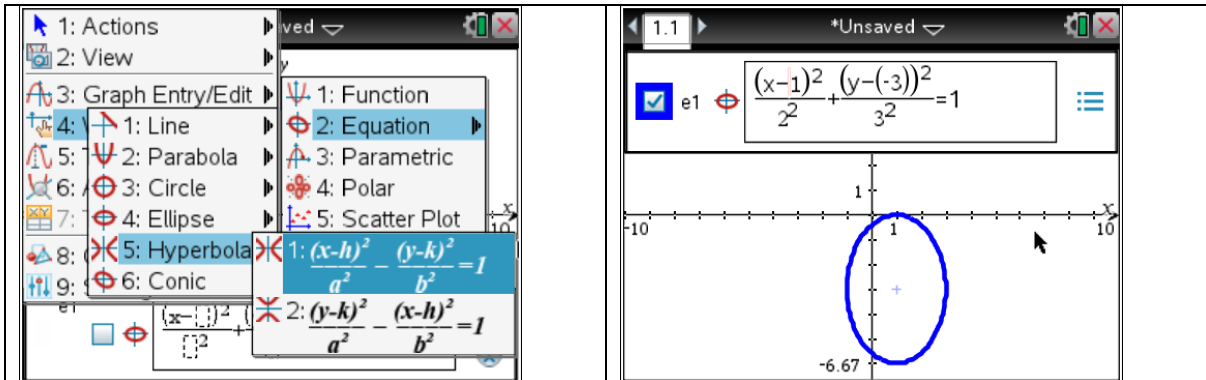 1: Actions
ved
2: View
y
3: Graph Entry/Edit
1: Function
4:
1: Line
2: Equation
5:
2: Parabola
3: Parametric
6:
3: Circle
4: Polar
7:
4: Ellipse
5: Scatter Plot
x
10
8:
5: Hyperbola
1: (x-h)²/a² - (y-k)²/b² =1
9:
6: Conic
2: (y-k)²/a² - (x-h)²/b² =1
e1
(x-▯)²/▯² +
1.1
*Unsaved
e1 (x-1)²/2² + (y-(-3))²/3² =1
1
x
-10
1
10
-6.67